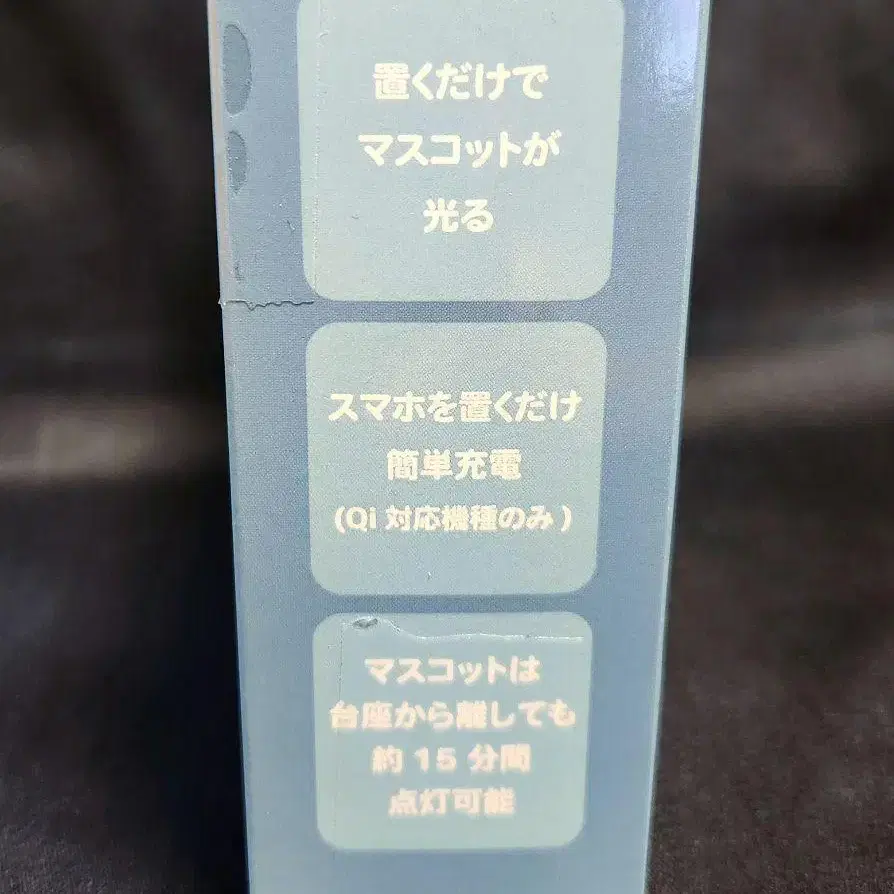 置くだけで
マスコットが
光る
スマホを置くだけ
簡単充電
(Qi 対応機種のみ)
マスコットは
台座から離しても
約 15 分間
点灯可能